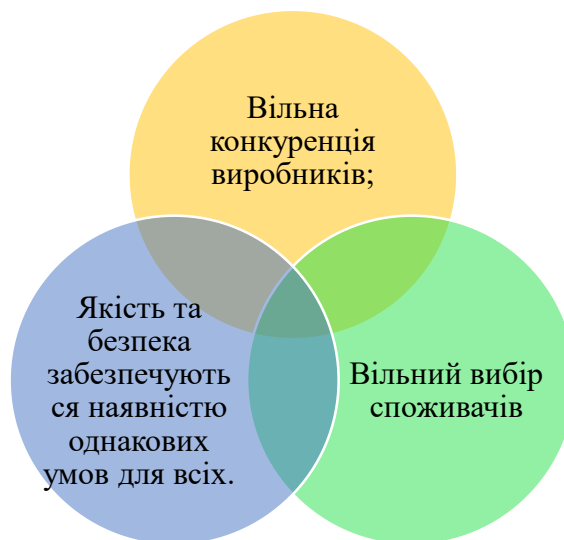 Вільна
конкуренція
виробників;
Якість та
безпека
забезпечують
ся наявністю
однакових
умов для всіх.
Вільний вибір
споживачів